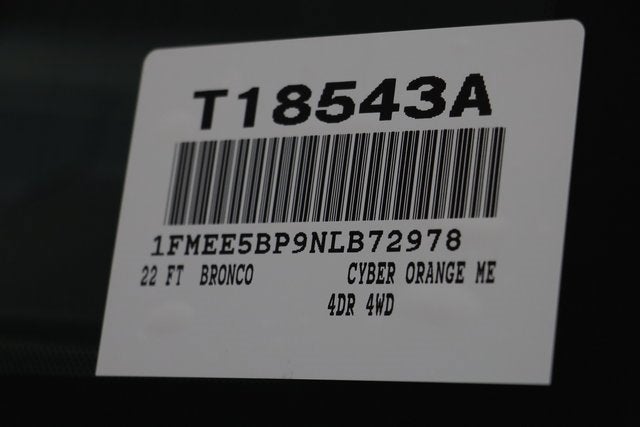 T18543A
1FMEE5BP9NLB72978
22 FT BRONCO CYBER ORANGE ME
4DR 4WD